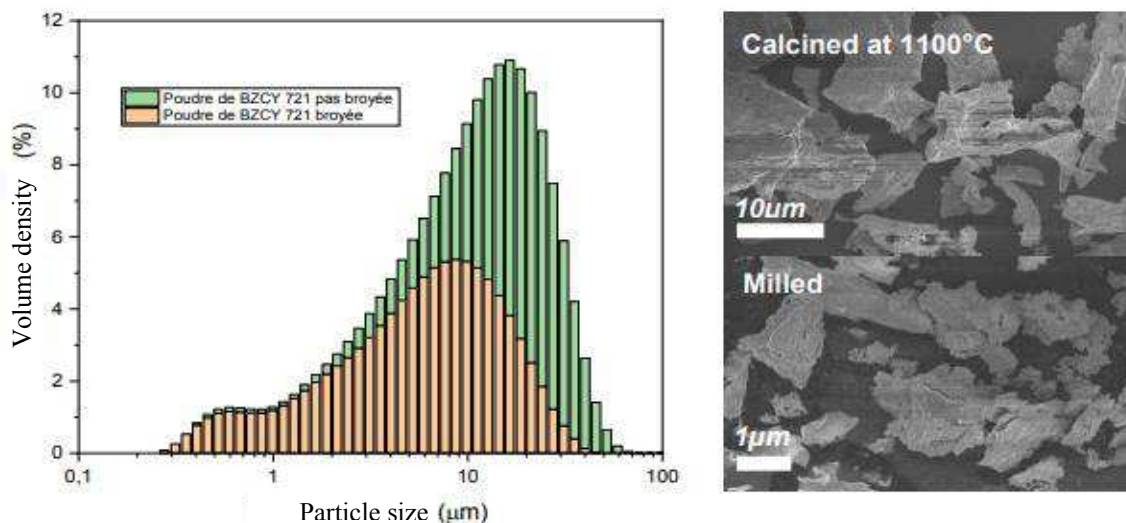 12
10
8
6
4
2
0
Volume density (%)
Poudre de BZCY 721 pas broyée
Poudre de BZCY 721 broyée
0,1
1
10
100
Particle size (μm)
Calcined at 1100°C
10um
Milled
1μm